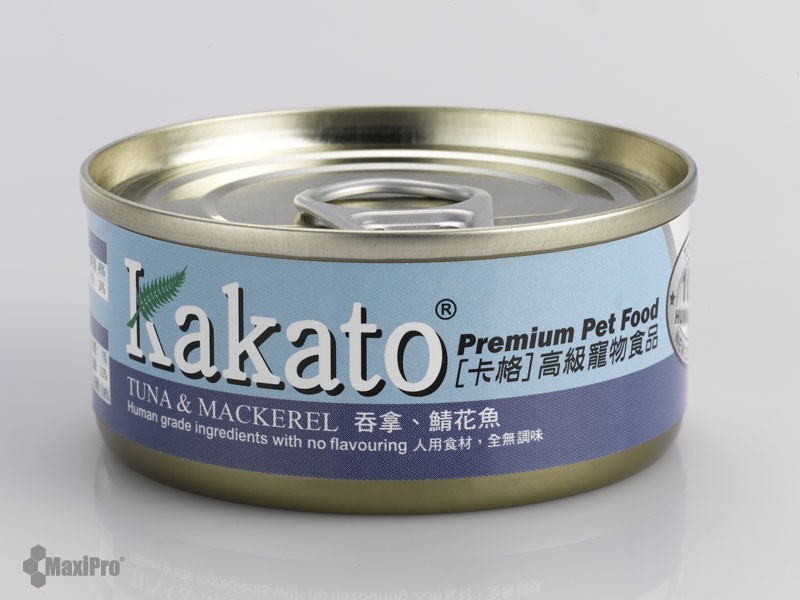 Kakato®
Premium Pet Food
[卡格]高級寵物食品
TUNA & MACKEREL 吞拿、鯖花魚
Human grade ingredients with no flavouring 人用食材，全無調味
MaxiPro®